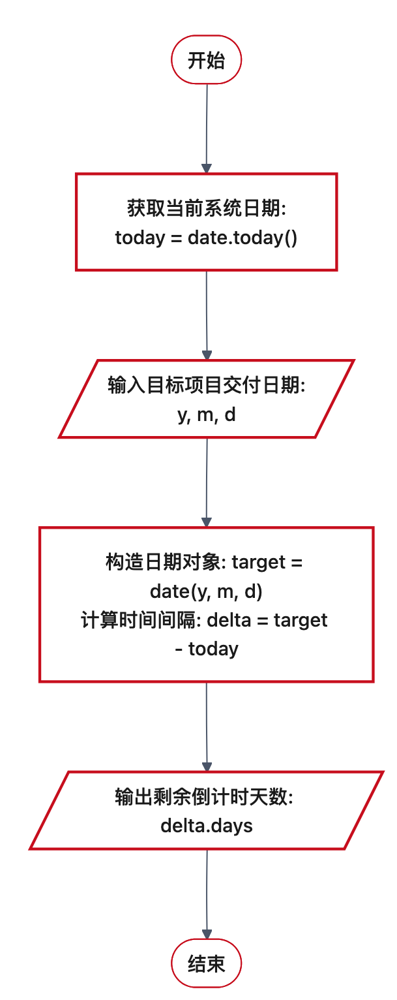 开始
获取当前系统日期:
today = date.today()
输入目标项目交付日期:
y, m, d
构造日期对象: target =
date(y, m, d)
计算时间间隔: delta = target
- today
输出剩余倒计时天数:
delta.days
结束